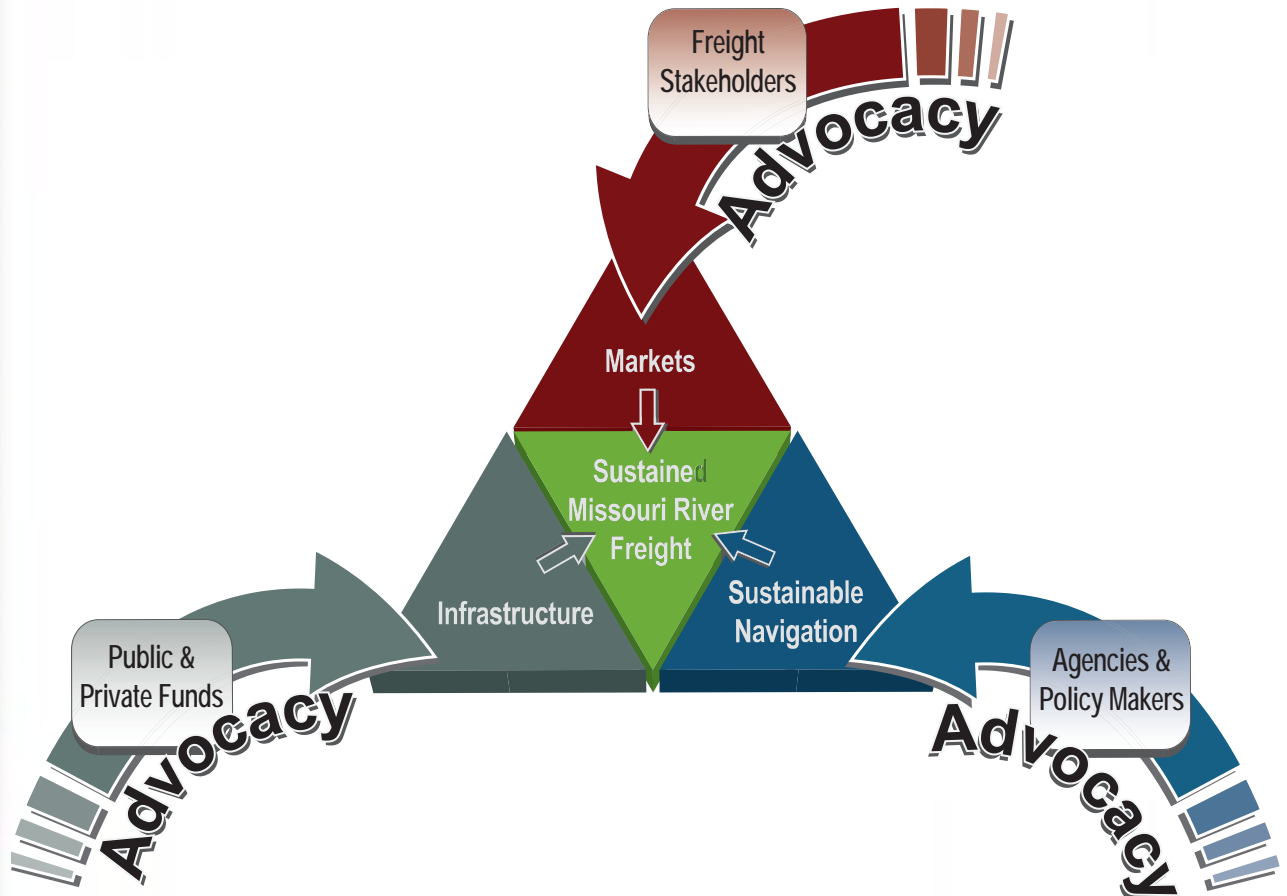 Freight
Stakeholders
Advocacy
Markets
Sustained
Missouri River
Freight
Infrastructure
Sustainable
Navigation
Public &
Private Funds
Advocacy
Agencies &
Policy Makers
Advocacy